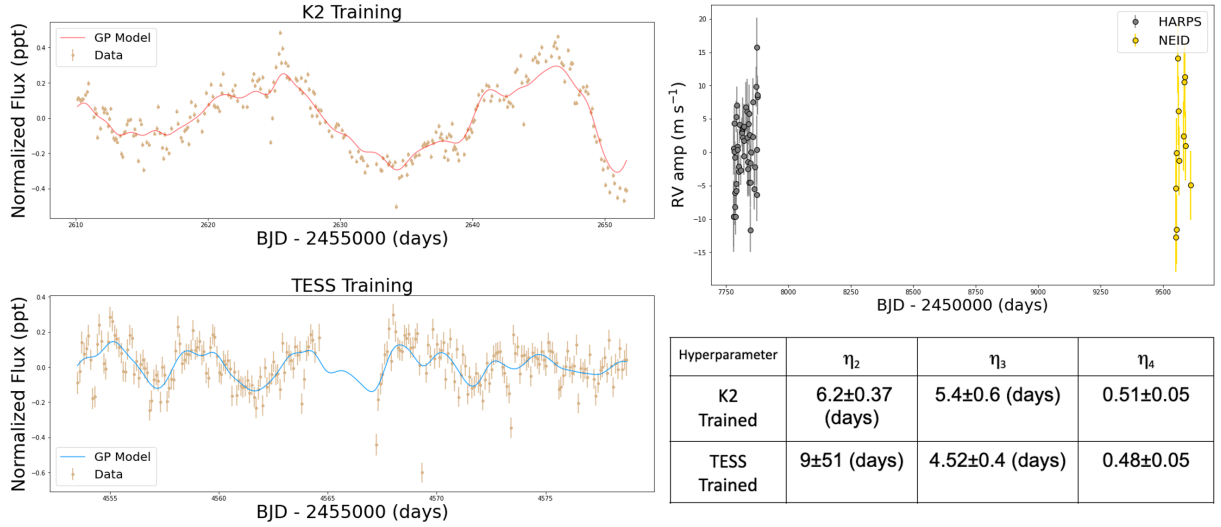 K2 Training
Normalized Flux (ppt)
GP Model
Data
0.4
0.2
0.0
−0.2
−0.4
2610
2620
2630
2640
2650
BJD - 2455000 (days)
TESS Training
Normalized Flux (ppt)
0.4
0.2
0.0
−0.2
−0.4
−0.6
GP Model
Data
4555
4560
4565
4570
4575
BJD - 2455000 (days)
HARPS
NEID
RV amp (m s⁻¹)
20
15
10
5
0
−5
−10
−15
7750
8000
8250
8500
8750
9000
9250
9500
BJD - 2450000 (days)
Hyperparameter η₂ η₃ η₄
K2 Trained 6.2±0.37 (days) 5.4±0.6 (days) 0.51±0.05
TESS Trained 9±51 (days) 4.52±0.4 (days) 0.48±0.05